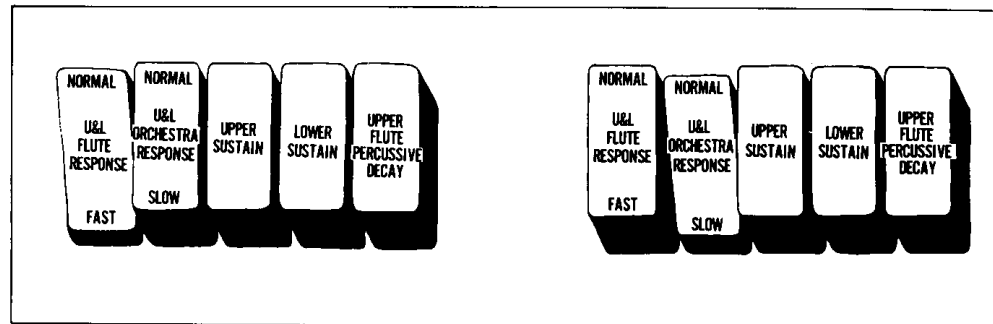 NORMAL
U&L
FLUTE
RESPONSE
FAST
NORMAL
U&L
ORCHESTRA
RESPONSE
SLOW
UPPER
SUSTAIN
LOWER
SUSTAIN
UPPER
FLUTE
PERCUSSIVE
DECAY
NORMAL
U&L
FLUTE
RESPONSE
FAST
NORMAL
U&L
ORCHESTRA
RESPONSE
SLOW
UPPER
SUSTAIN
LOWER
SUSTAIN
UPPER
FLUTE
PERCUSSIVE
DECAY